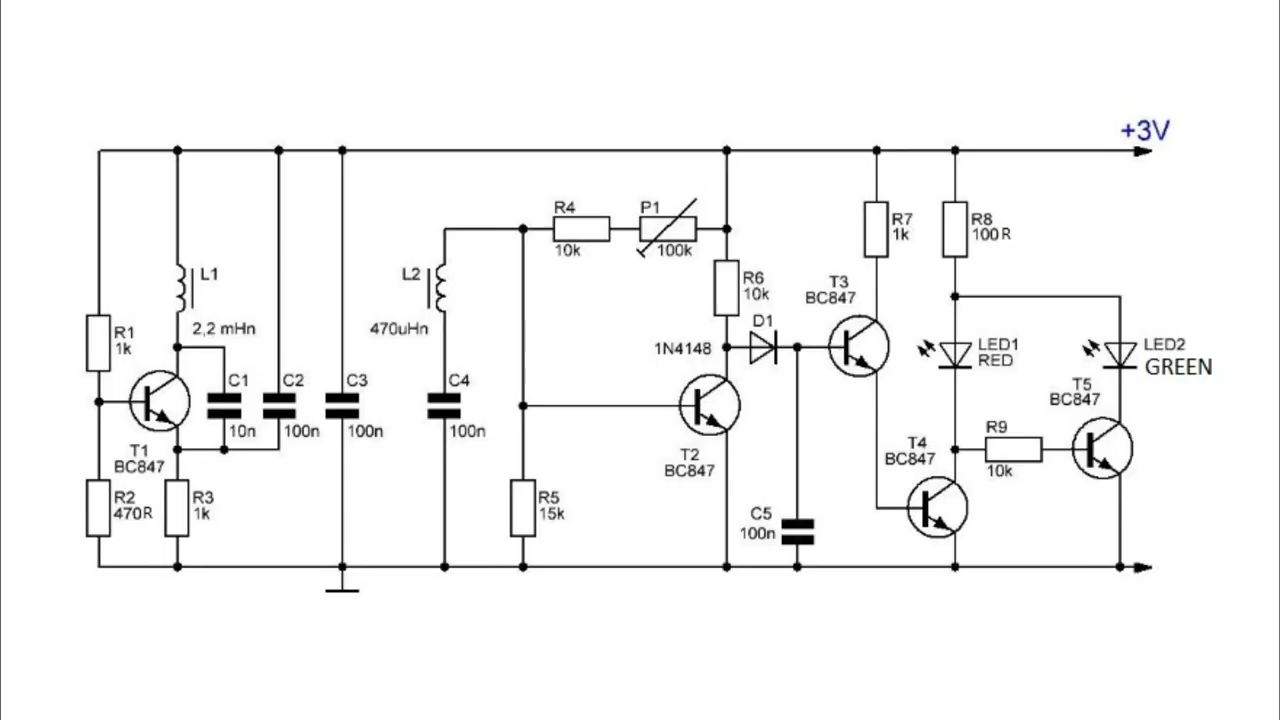 +3V
R4
P1
10k
100k
R7
1k
R8
100R
L1
2,2 mHn
L2
470uHn
R6
10k
T3
BC847
D1
1N4148
R1
1k
LED1
RED
LED2
GREEN
C1
10n
C2
100n
C3
100n
C4
100n
T5
BC847
T1
BC847
T2
BC847
T4
BC847
R9
10k
R2
470R
R3
1k
R5
15k
C5
100n